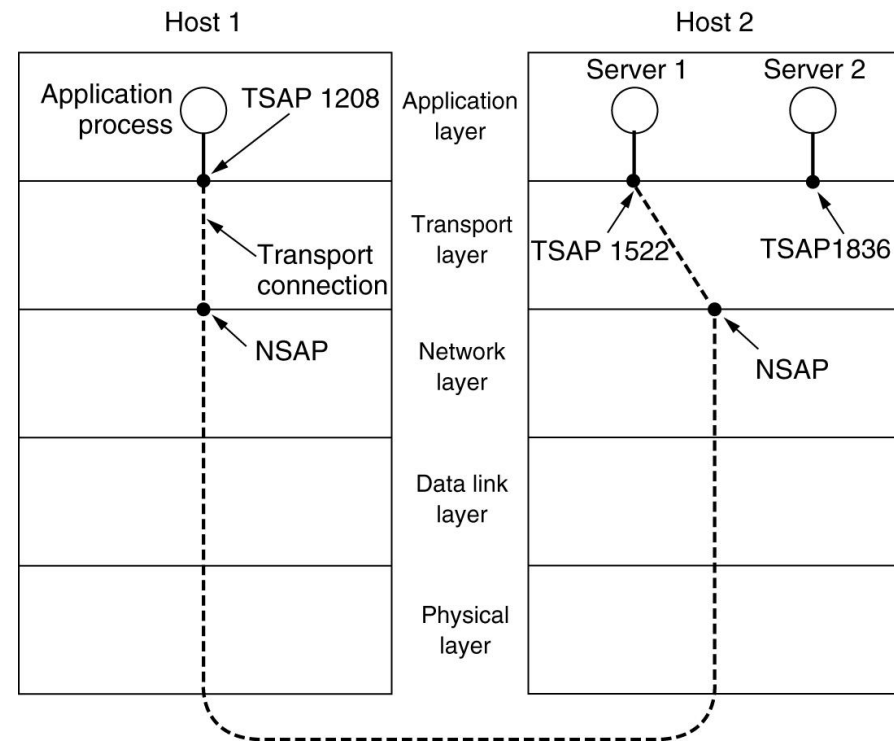 Host 1
Host 2
Application
process
TSAP 1208
Application
layer
Server 1
Server 2
Transport
connection
Transport
layer
TSAP 1522
TSAP1836
NSAP
Network
layer
NSAP
Data link
layer
Physical
layer